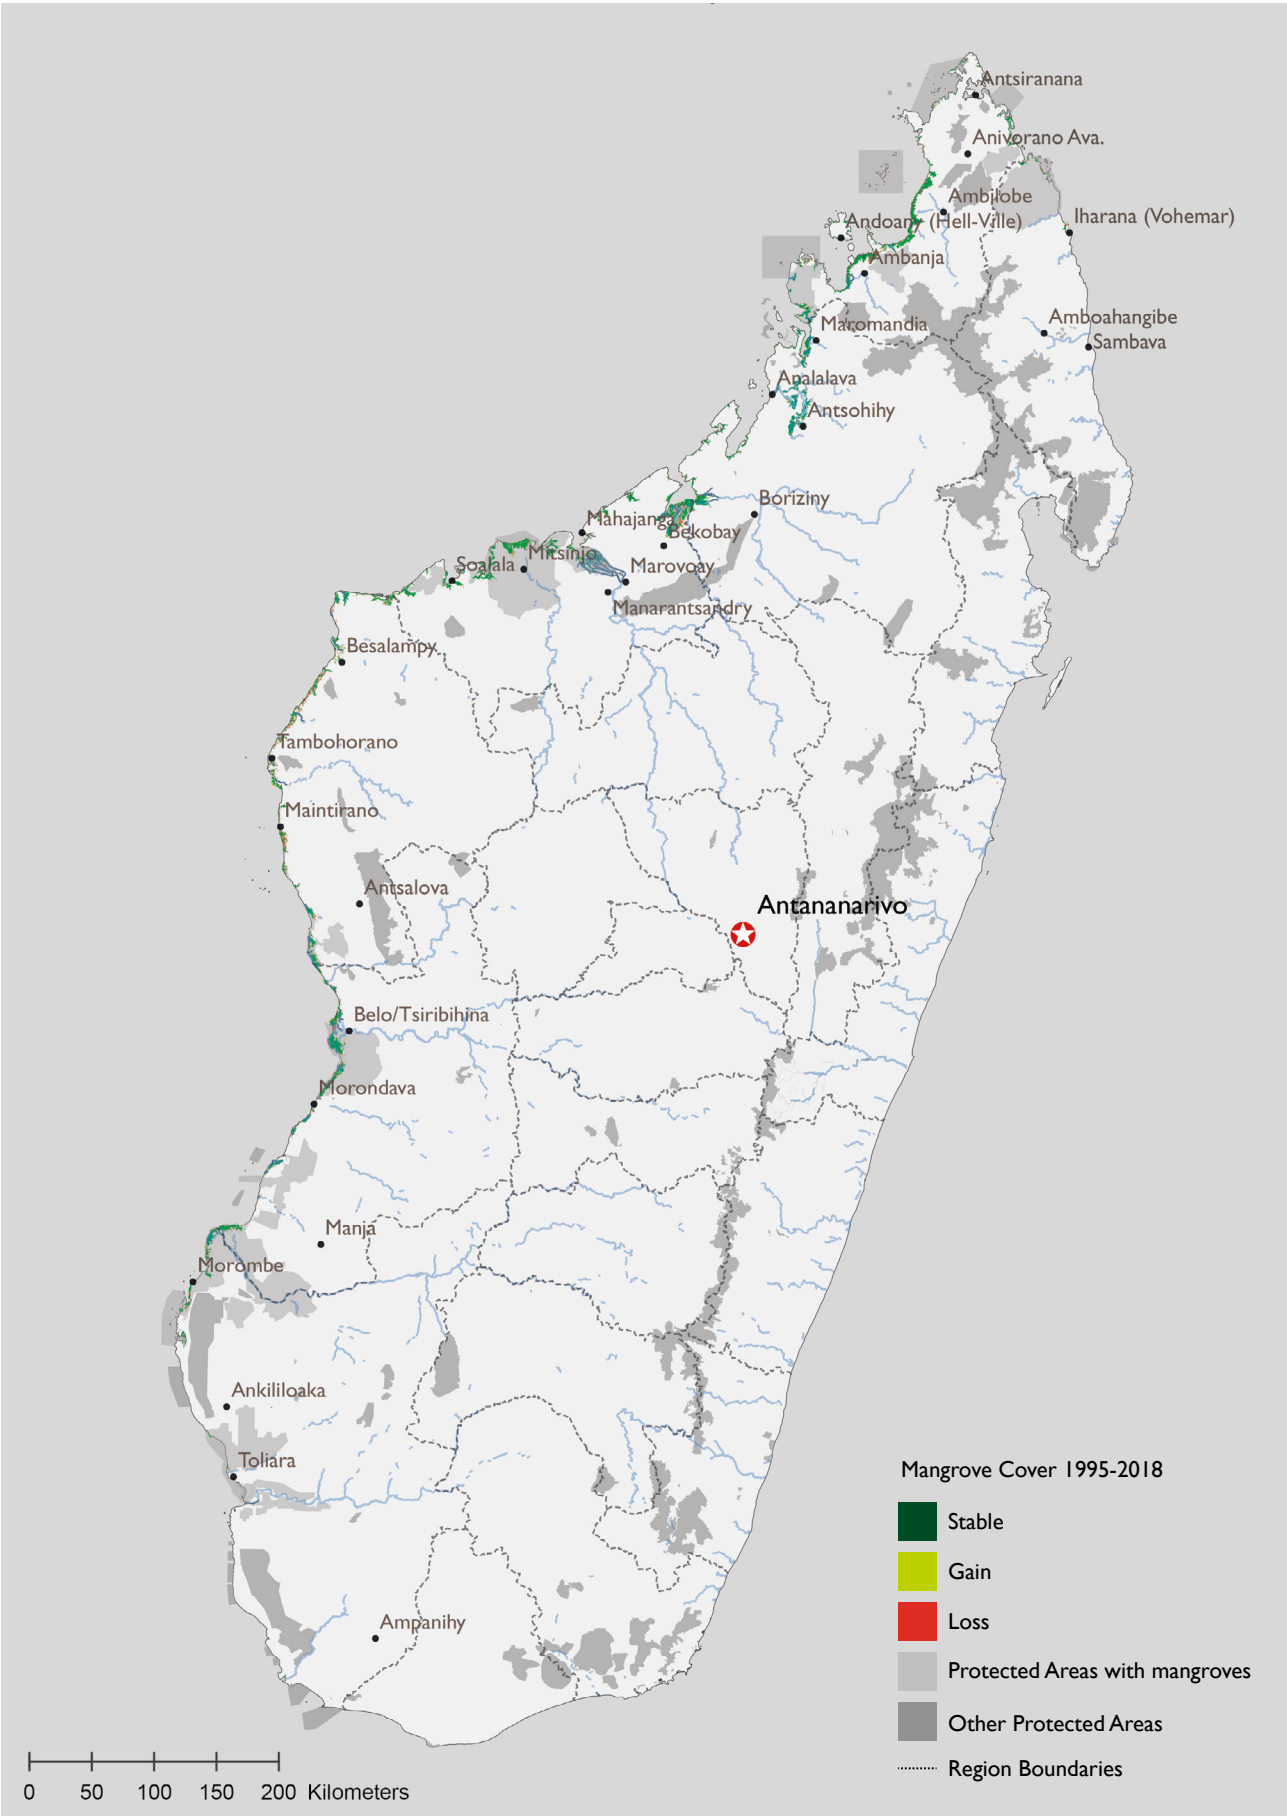 Antsiranana
Anivorano Ava.
Ambilobe
Iharana (Vohemar)
Andoany (Hell-Ville)
Ambanja
Amboahangibe
Maromandia
Sambava
Analalava
Antsohihy
Boriziny
Mahajanga
Bekobay
Mitsinjo
Soalala
Marovoay
Manarantsandry
Besalampy
Tambohorano
Maintirano
Antsalova
Antananarivo
Belo/Tsiribihina
Morondava
Manja
Morombe
Ankililoaka
Toliara
Ampanihy
Mangrove Cover 1995-2018
Stable
Gain
Loss
Protected Areas with mangroves
Other Protected Areas
Region Boundaries
0 50 100 150 200 Kilometers